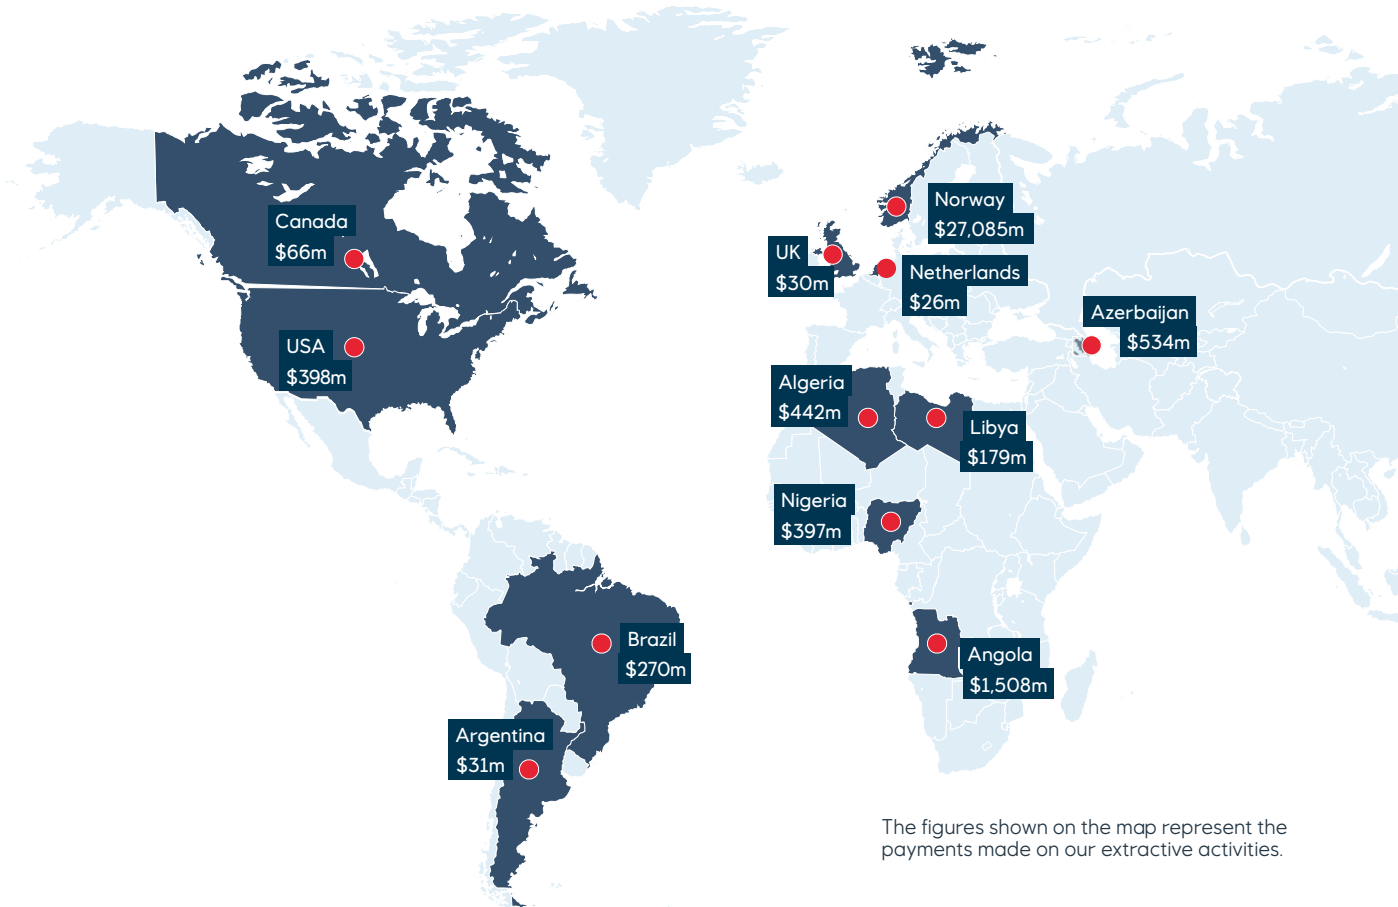 Canada
$66m
USA
$398m
Norway
$27,085m
UK
$30m
Netherlands
$26m
Azerbaijan
$534m
Algeria
$442m
Libya
$179m
Nigeria
$397m
Brazil
$270m
Angola
$1,508m
Argentina
$31m
The figures shown on the map represent the
payments made on our extractive activities.